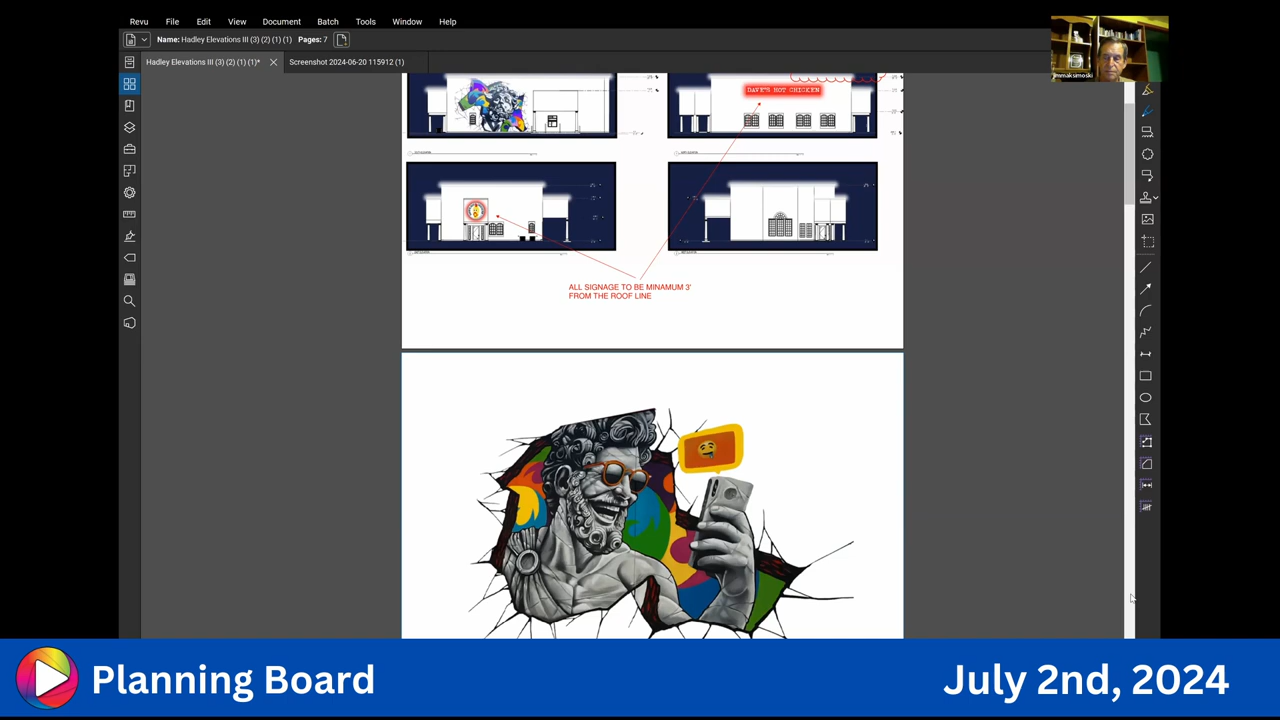 Revu File Edit View Document Batch Tools Window Help
Name: Hadley Elevations III (3) (2) (1) (1) Pages: 7
Hadley Elevations III (3) (2) (1) (1)* Screenshot 2024-06-20 115912 (1)
jimmaksimoski
DAVE'S HOT CHICKEN
ALL SIGNAGE TO BE MINAMUM 3'
FROM THE ROOF LINE
Planning Board
July 2nd, 2024